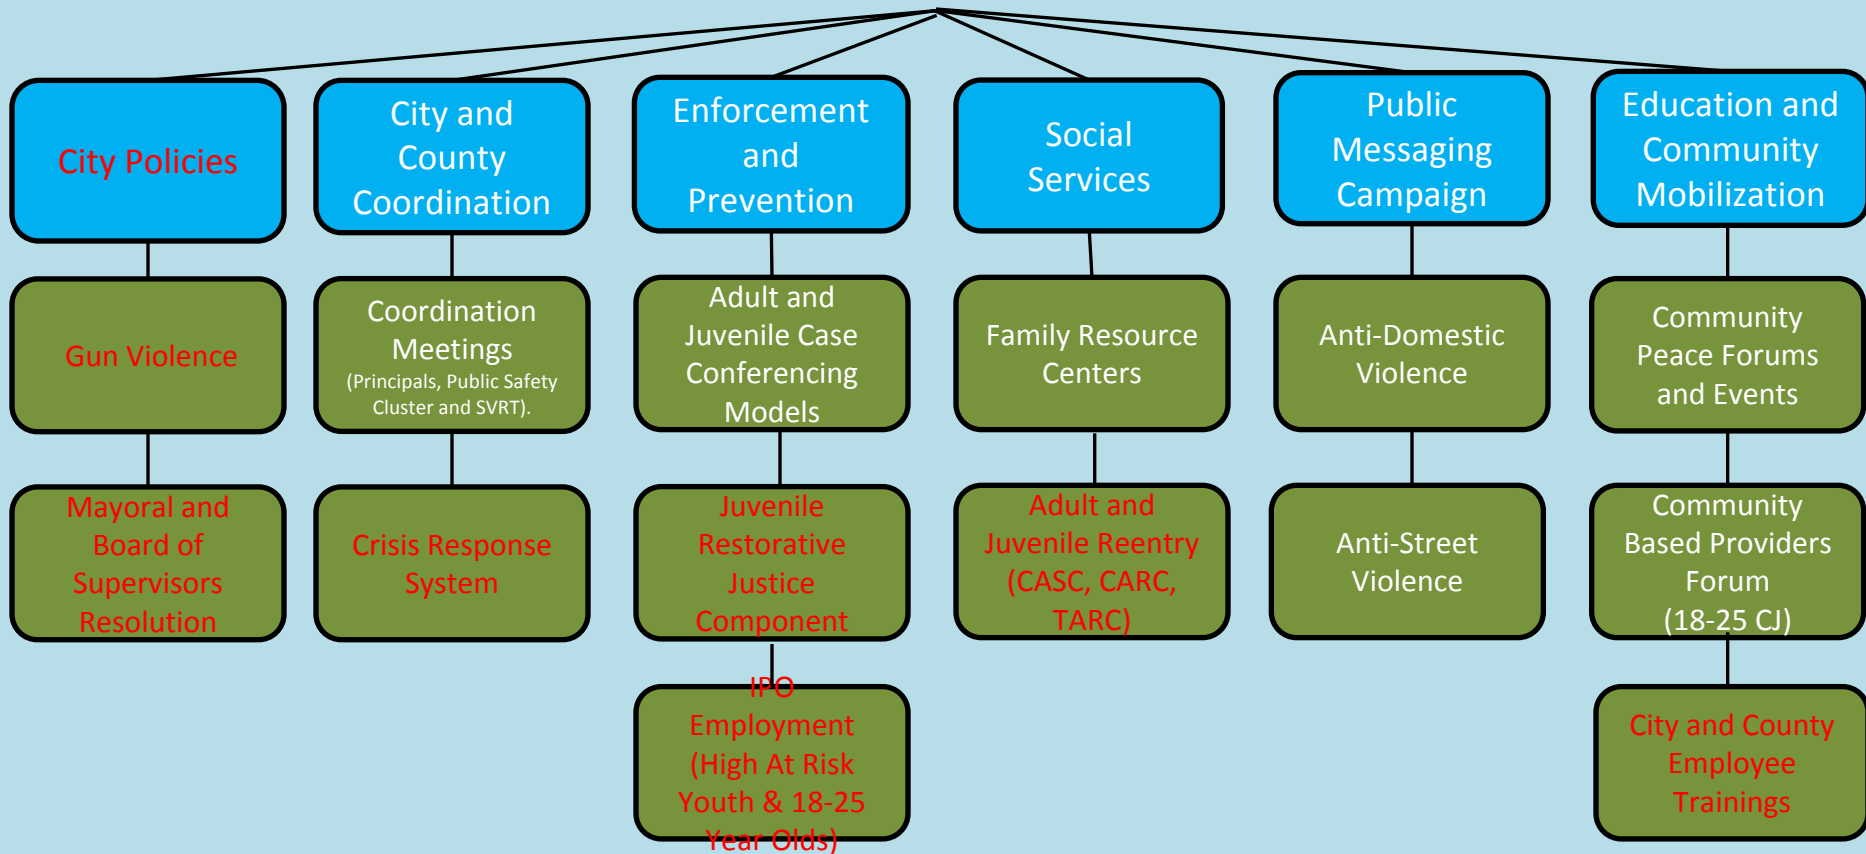 City Policies
City and
County
Coordination
Enforcement
and
Prevention
Social
Services
Public
Messaging
Campaign
Education and
Community
Mobilization
Gun Violence
Coordination
Meetings
(Principals, Public Safety
Cluster and SVRT).
Adult and
Juvenile Case
Conferencing
Models
Family Resource
Centers
Anti-Domestic
Violence
Community
Peace Forums
and Events
Mayoral and
Board of
Supervisors
Resolution
Crisis Response
System
Juvenile
Restorative
Justice
Component
Adult and
Juvenile Reentry
(CASC, CARC,
TARC)
Anti-Street
Violence
Community
Based Providers
Forum
(18-25 CJ)
IPO
Employment
(High At Risk
Youth & 18-25
Year Olds)
City and County
Employee
Trainings